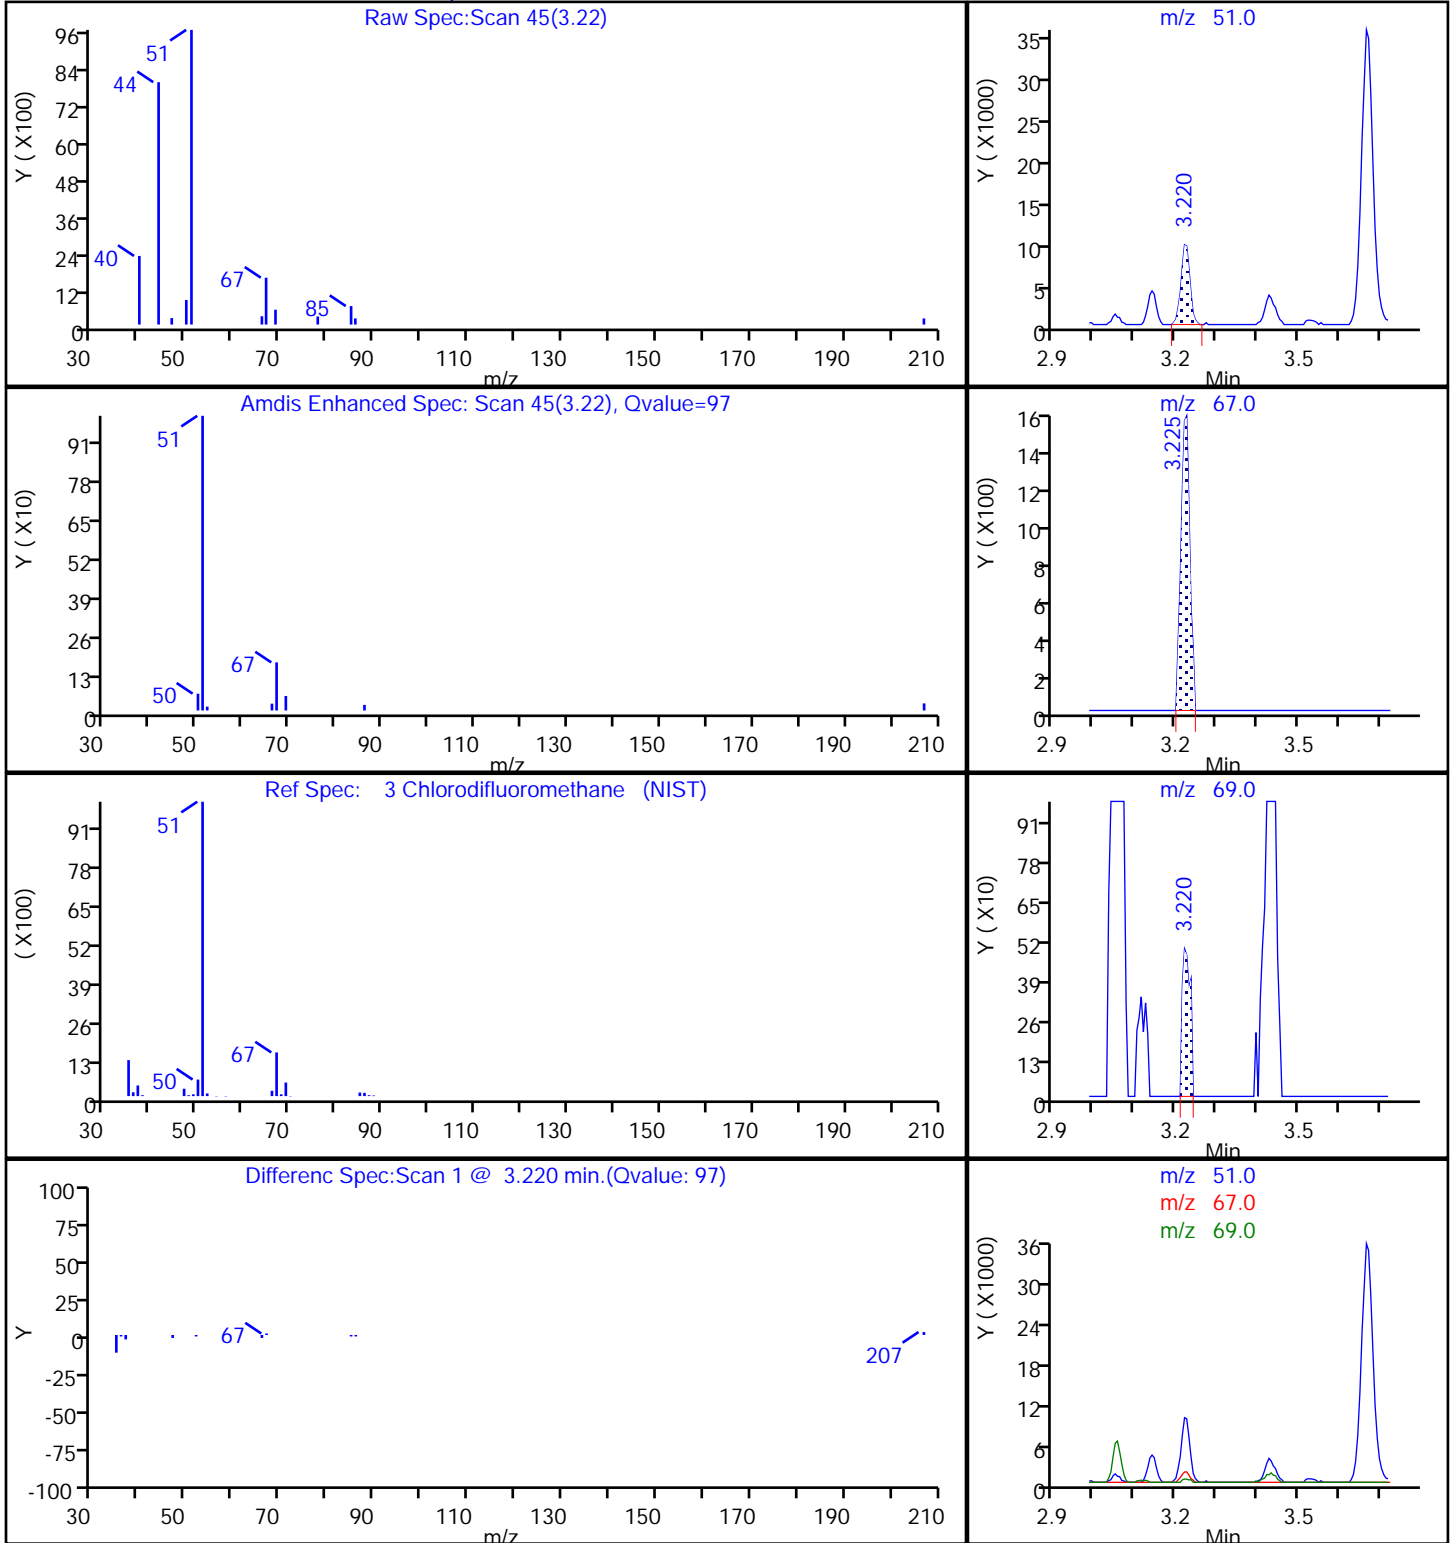 Raw Spec:Scan 45(3.22)
Y ( X100)
96
84
72
60
48
36
24
12
0
51
44
40
67
85
30 50 70 90 110 130 150 170 190 210
m/z
m/z 51.0
Y ( X1000)
35
30
25
20
15
10
5
0
3.220
2.9 3.2 3.5
Min
Amdis Enhanced Spec: Scan 45(3.22), Qvalue=97
Y ( X10)
91
78
65
52
39
26
13
0
51
67
50
30 50 70 90 110 130 150 170 190 210
m/z
m/z 67.0
Y ( X100)
16
14
12
10
8
6
4
2
0
3.225
2.9 3.2 3.5
Min
Ref Spec: 3 Chlorodifluoromethane (NIST)
( X100)
91
78
65
52
39
26
13
0
51
67
50
30 50 70 90 110 130 150 170 190 210
m/z
m/z 69.0
Y ( X10)
91
78
65
52
39
26
13
0
3.220
2.9 3.2 3.5
Min
Differenc Spec:Scan 1 @ 3.220 min.(Qvalue: 97)
Y
100
75
50
25
0
-25
-50
-75
-100
67
207
30 50 70 90 110 130 150 170 190 210
m/z
m/z 51.0
m/z 67.0
m/z 69.0
Y ( X1000)
36
30
24
18
12
6
0
2.9 3.2 3.5
Min